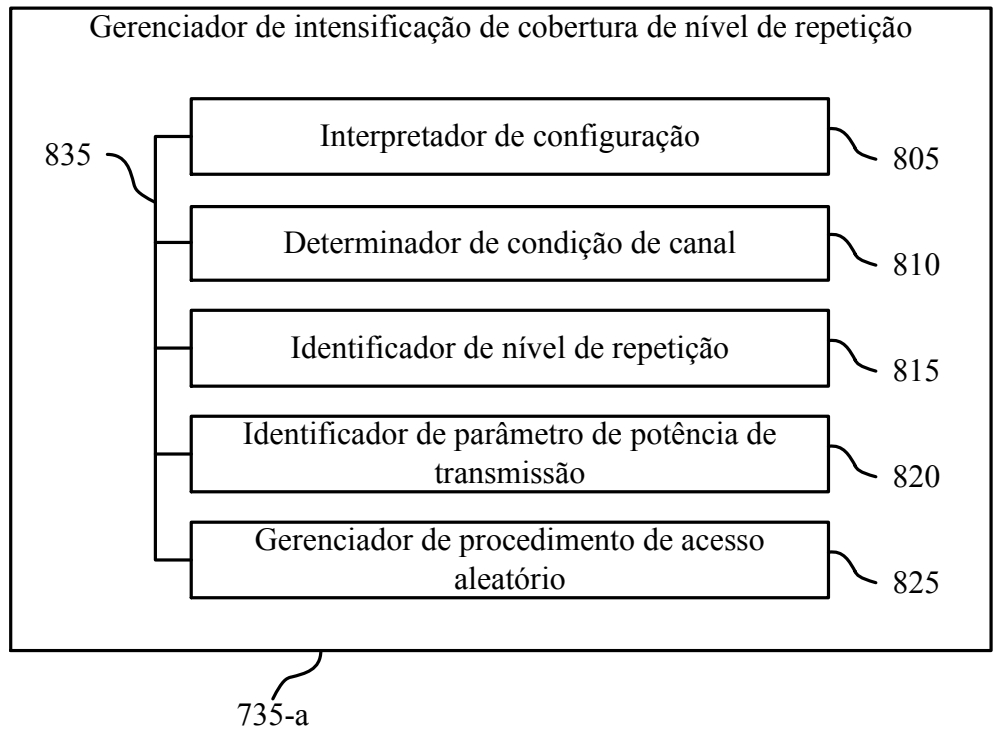 Gerenciador de intensificação de cobertura de nível de repetição
Interpretador de configuração
835
805
Determinador de condição de canal
810
Identificador de nível de repetição
815
Identificador de parâmetro de potência de
transmissão
820
Gerenciador de procedimento de acesso
aleatório
825
735-a